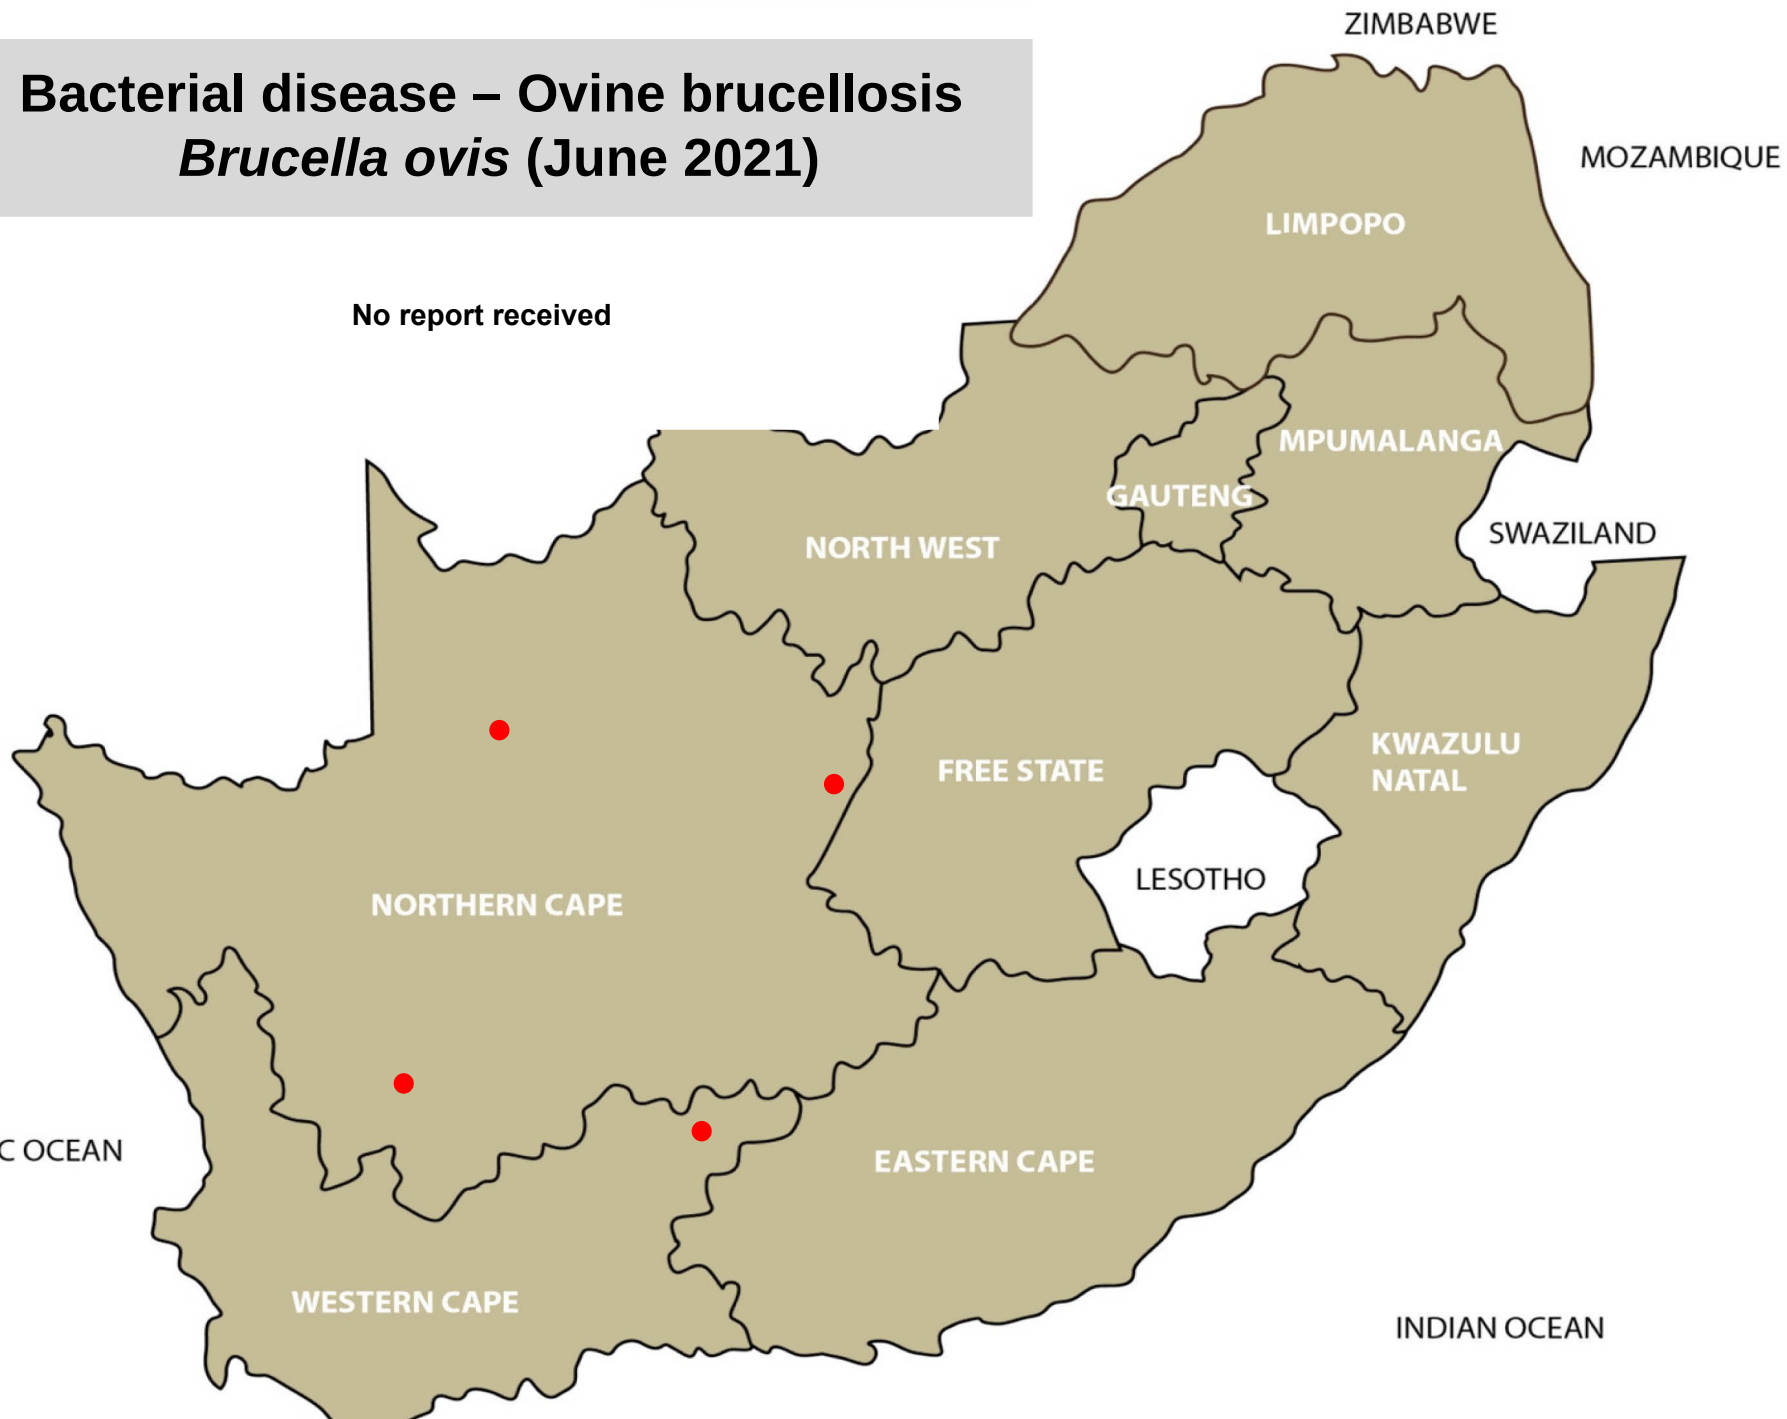 ZIMBABWE
Bacterial disease – Ovine brucellosis
Brucella ovis (June 2021)
MOZAMBIQUE
LIMPOPO
No report received
MPUMALANGA
GAUTENG
SWAZILAND
NORTH WEST
KWAZULU
NATAL
FREE STATE
LESOTHO
NORTHERN CAPE
C OCEAN
EASTERN CAPE
WESTERN CAPE
INDIAN OCEAN